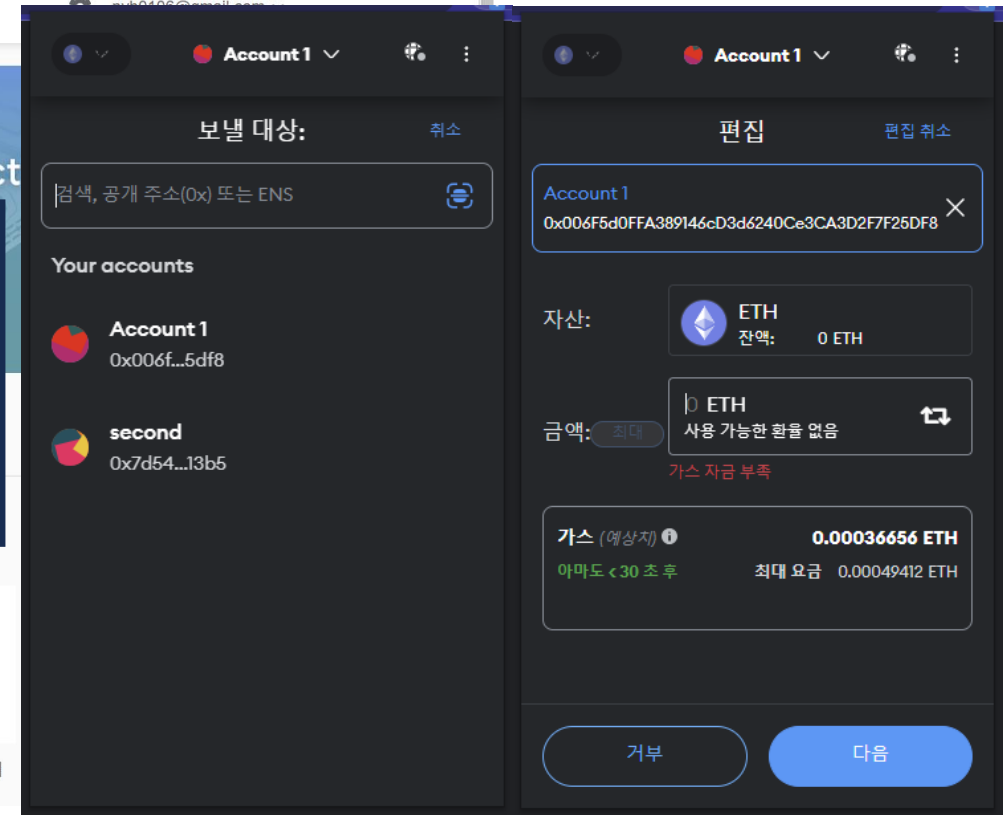 Account 1
보낼 대상:
취소
검색, 공개 주소(0x) 또는 ENS
Your accounts
Account 1
0x006f...5df8
second
0x7d54...13b5
Account 1
편집
편집 취소
Account 1
0x006F5d0FFA389146cD3d6240Ce3CA3D2F7F25DF8
자산:
ETH
잔액: 0 ETH
금액:
최대
0 ETH
사용 가능한 환율 없음
가스 자금 부족
가스 (예상치)
0.00036656 ETH
아마도 < 30 초 후
최대 요금 0.00049412 ETH
거부
다음
ct